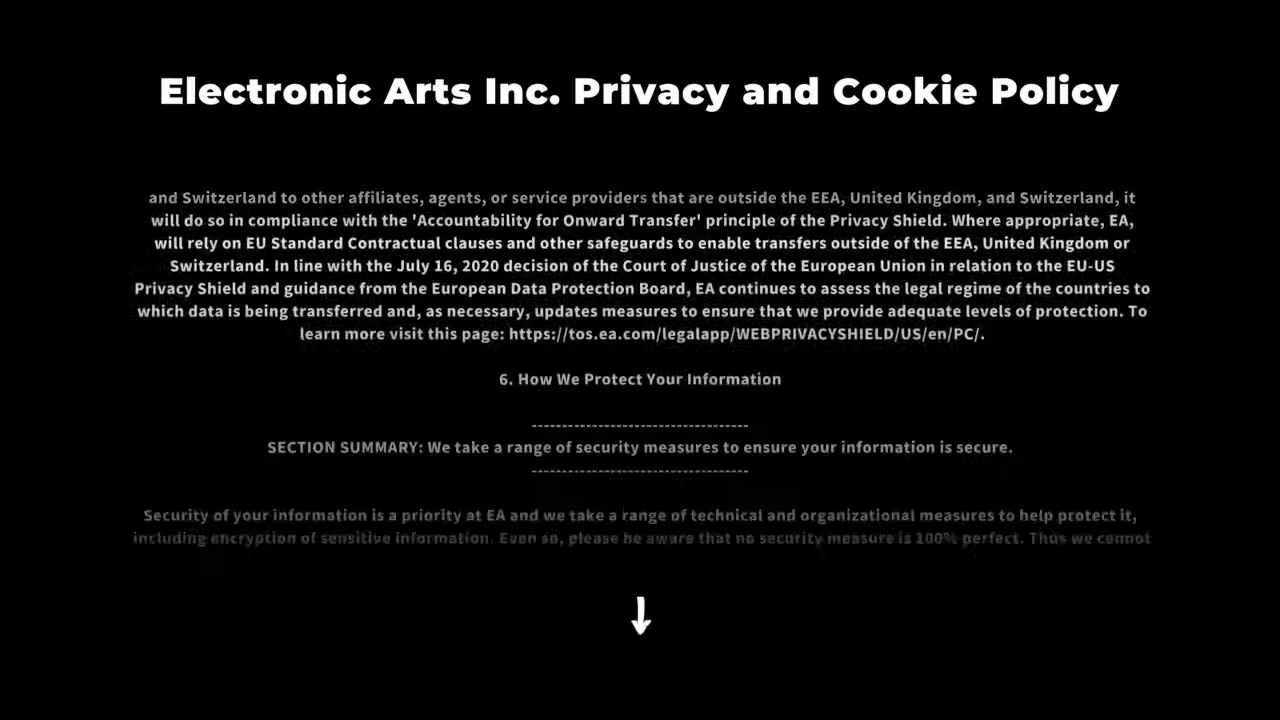 Electronic Arts Inc. Privacy and Cookie Policy
and Switzerland to other affiliates, agents, or service providers that are outside the EEA, United Kingdom, and Switzerland, it
will do so in compliance with the 'Accountability for Onward Transfer' principle of the Privacy Shield. Where appropriate, EA,
will rely on EU Standard Contractual clauses and other safeguards to enable transfers outside of the EEA, United Kingdom or
Switzerland. In line with the July 16, 2020 decision of the Court of Justice of the European Union in relation to the EU-US
Privacy Shield and guidance from the European Data Protection Board, EA continues to assess the legal regime of the countries to
which data is being transferred and, as necessary, updates measures to ensure that we provide adequate levels of protection. To
learn more visit this page: https://tos.ea.com/legalapp/WEBPRIVACYSHIELD/US/en/PC/.
6. How We Protect Your Information
------------------------------------
SECTION SUMMARY: We take a range of security measures to ensure your information is secure.
------------------------------------
Security of your information is a priority at EA and we take a range of technical and organizational measures to help protect it,
including encryption of sensitive information. Even so, please be aware that no security measure is 100% perfect. Thus we cannot